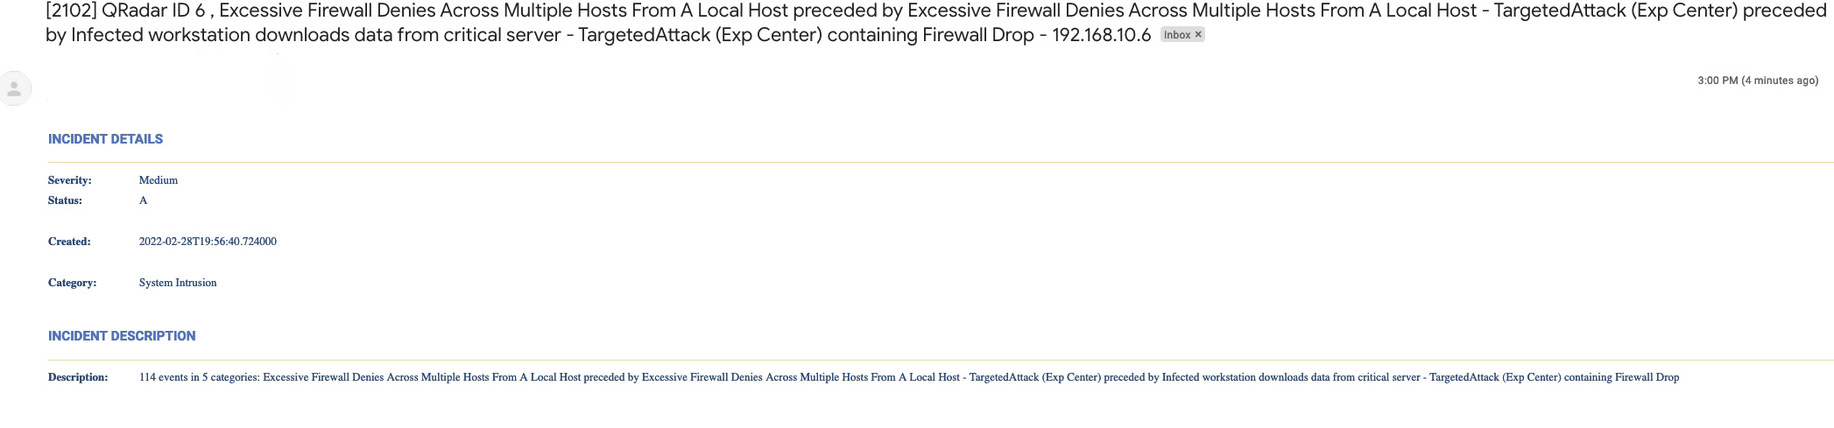 [2102] QRadar ID 6 , Excessive Firewall Denies Across Multiple Hosts From A Local Host preceded by Excessive Firewall Denies Across Multiple Hosts From A Local Host - TargetedAttack (Exp Center) preceded
by Infected workstation downloads data from critical server - TargetedAttack (Exp Center) containing Firewall Drop - 192.168.10.6 Inbox ×
3:00 PM (4 minutes ago)
INCIDENT DETAILS
Severity: Medium
Status: A
Created: 2022-02-28T19:56:40.724000
Category: System Intrusion
INCIDENT DESCRIPTION
Description: 114 events in 5 categories: Excessive Firewall Denies Across Multiple Hosts From A Local Host preceded by Excessive Firewall Denies Across Multiple Hosts From A Local Host - TargetedAttack (Exp Center) preceded by Infected workstation downloads data from critical server - TargetedAttack (Exp Center) containing Firewall Drop